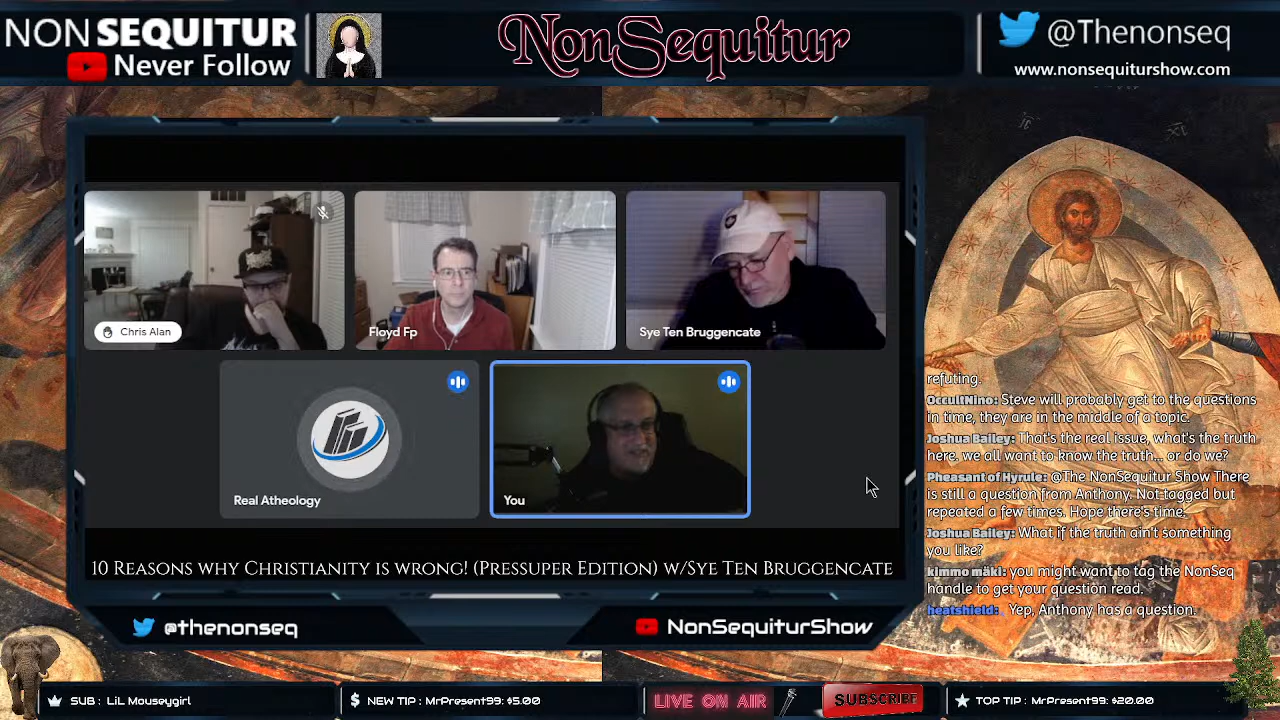 NON SEQUITUR
Never Follow
NonSequitur
@Thenonseq
www.nonsequiturshow.com
Chris Alan
Floyd Fp
Sye Ten Bruggencate
Real Atheology
You
10 Reasons why Christianity is wrong! (Pressuper Edition) w/Sye Ten Bruggencate
@thenonseq
NonSequiturShow
refuting.
OccultNino: Steve will probably get to the questions
in time, they are in the middle of a topic.
Joshua Bailey: That's the real issue, what's the truth
here. we all want to know the truth... or do we?
Pheasant of Hyrule: @The NonSequitur Show There
is still a question from Anthony. Not tagged but
repeated a few times. Hope there's time.
Joshua Bailey: What if the truth ain't something
you like?
kimmo mäki: you might want to tag the NonSeq
handle to get your question read.
heatshield: Yep, Anthony has a question.
SUB : LiL Mouseygirl
$ NEW TIP : MrPresent99: $5.00
LIVE ON AIR
SUBSCRIBE
TOP TIP : MrPresent99: $20.00